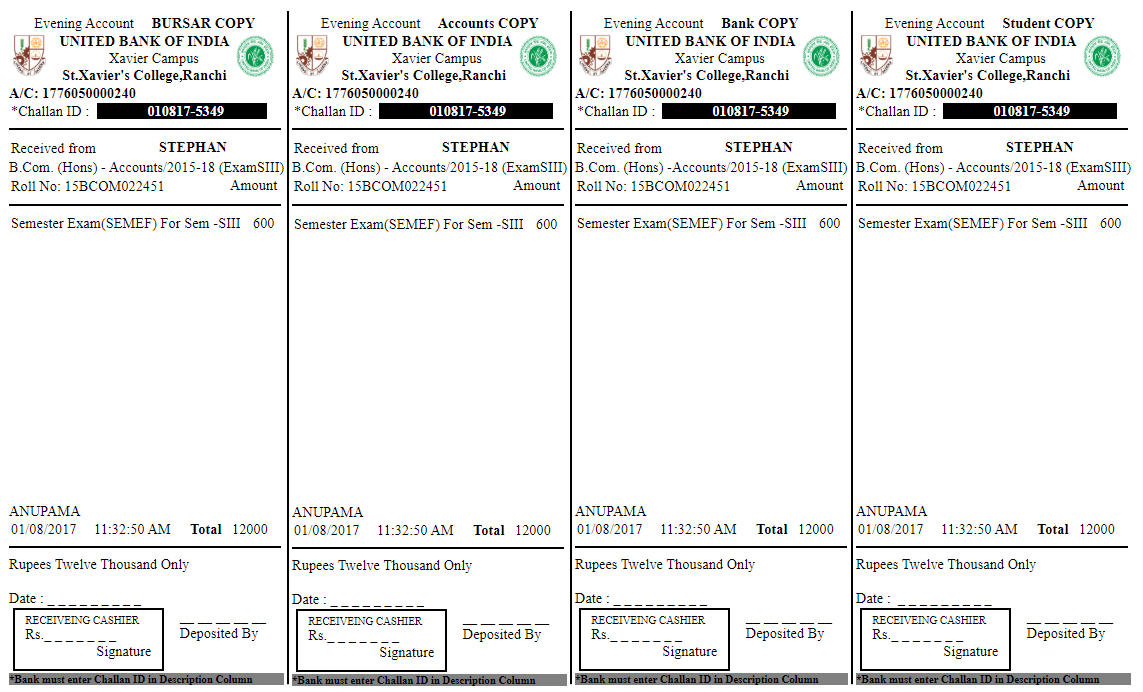 Evening Account BURSAR COPY
UNITED BANK OF INDIA
Xavier Campus
St.Xavier's College,Ranchi
A/C: 1776050000240
*Challan ID : 010817-5349
Received from STEPHAN
B.Com. (Hons) - Accounts/2015-18 (ExamSIII)
Roll No: 15BCOM022451 Amount
Semester Exam(SEMEF) For Sem -SIII 600
ANUPAMA
01/08/2017 11:32:50 AM Total 12000
Rupees Twelve Thousand Only
Date : _ _ _ _ _ _ _ _ _
RECEIVEING CASHIER
Rs._ _ _ _ _ _ _
Signature
__ __ __ __ __
Deposited By
*Bank must enter Challan ID in Description Column
Evening Account Accounts COPY
UNITED BANK OF INDIA
Xavier Campus
St.Xavier's College,Ranchi
A/C: 1776050000240
*Challan ID : 010817-5349
Received from STEPHAN
B.Com. (Hons) - Accounts/2015-18 (ExamSIII)
Roll No: 15BCOM022451 Amount
Semester Exam(SEMEF) For Sem -SIII 600
ANUPAMA
01/08/2017 11:32:50 AM Total 12000
Rupees Twelve Thousand Only
Date : _ _ _ _ _ _ _ _ _
RECEIVEING CASHIER
Rs._ _ _ _ _ _ _
Signature
__ __ __ __ __
Deposited By
*Bank must enter Challan ID in Description Column
Evening Account Bank COPY
UNITED BANK OF INDIA
Xavier Campus
St.Xavier's College,Ranchi
A/C: 1776050000240
*Challan ID : 010817-5349
Received from STEPHAN
B.Com. (Hons) -Accounts/2015-18 (ExamSIII)
Roll No: 15BCOM022451 Amount
Semester Exam(SEMEF) For Sem -SIII 600
ANUPAMA
01/08/2017 11:32:50 AM Total 12000
Rupees Twelve Thousand Only
Date : _ _ _ _ _ _ _ _ _
RECEIVEING CASHIER
Rs._ _ _ _ _ _ _
Signature
__ __ __ __ __
Deposited By
*Bank must enter Challan ID in Description Column
Evening Account Student COPY
UNITED BANK OF INDIA
Xavier Campus
St.Xavier's College,Ranchi
A/C: 1776050000240
*Challan ID : 010817-5349
Received from STEPHAN
B.Com. (Hons) - Accounts/2015-18 (ExamSIII)
Roll No: 15BCOM022451 Amount
Semester Exam(SEMEF) For Sem -SIII 600
ANUPAMA
01/08/2017 11:32:50 AM Total 12000
Rupees Twelve Thousand Only
Date : _ _ _ _ _ _ _ _ _
RECEIVEING CASHIER
Rs._ _ _ _ _ _ _
Signature
__ __ __ __ __
Deposited By
*Bank must enter Challan ID in Description Column